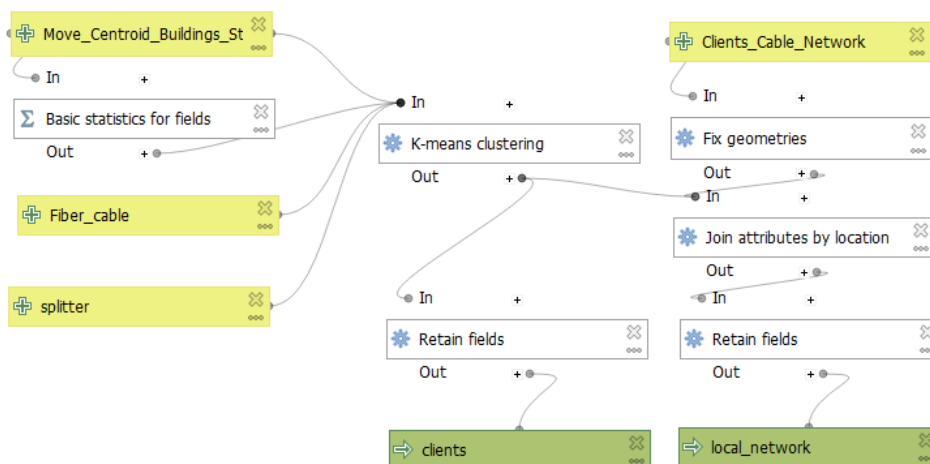 Move_Centroid_Buildings_St
In
Basic statistics for fields
Out
Fiber_cable
splitter
In
K-means clustering
Out
In
Retain fields
Out
clients
Clients_Cable_Network
In
Fix geometries
Out
In
Join attributes by location
Out
In
Retain fields
Out
local_network